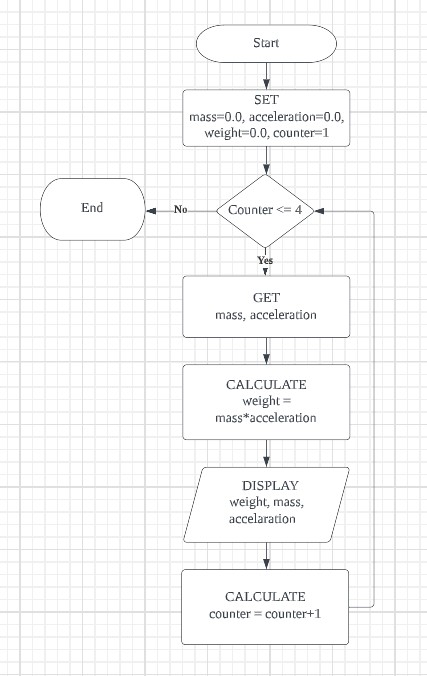 Start
SET
mass=0.0, acceleration=0.0,
weight=0.0, counter=1
Counter <= 4
No
End
Yes
GET
mass, acceleration
CALCULATE
weight =
mass*acceleration
DISPLAY
weight, mass,
accelaration
CALCULATE
counter = counter+1